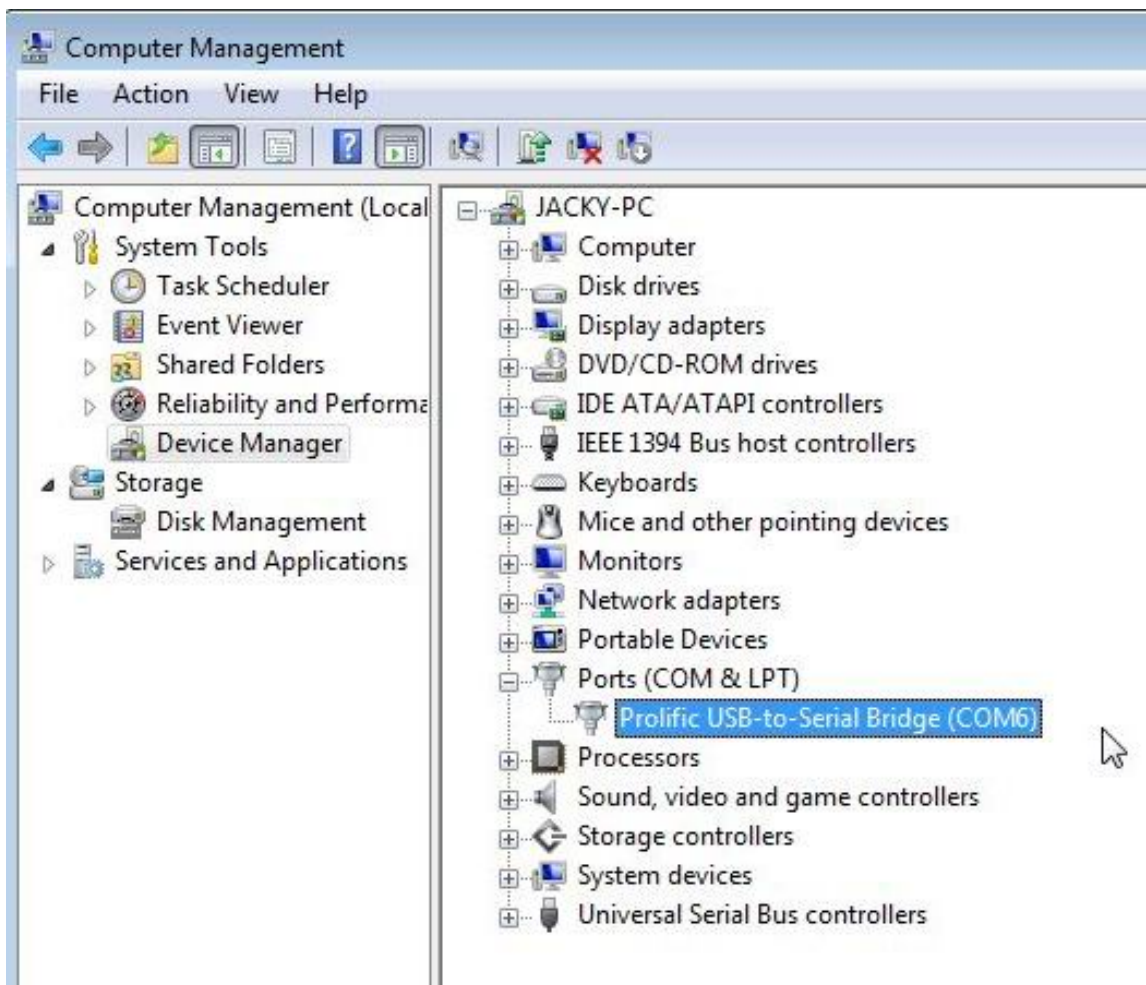 Computer Management
File Action View Help
Computer Management (Local
System Tools
Task Scheduler
Event Viewer
Shared Folders
Reliability and Performa
Device Manager
Storage
Disk Management
Services and Applications
JACKY-PC
Computer
Disk drives
Display adapters
DVD/CD-ROM drives
IDE ATA/ATAPI controllers
IEEE 1394 Bus host controllers
Keyboards
Mice and other pointing devices
Monitors
Network adapters
Portable Devices
Ports (COM & LPT)
Prolific USB-to-Serial Bridge (COM6)
Processors
Sound, video and game controllers
Storage controllers
System devices
Universal Serial Bus controllers